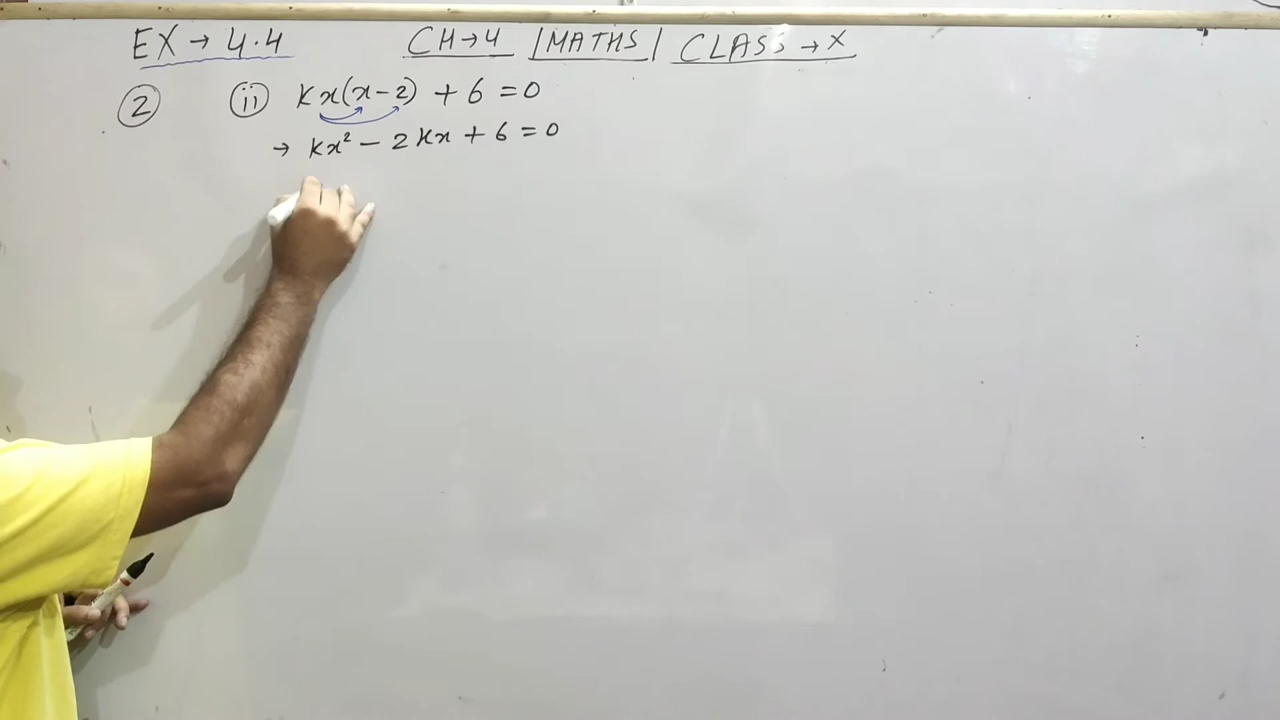 EX → 4.4 CH → 4 | MATHS | CLASS → X
(2) (ii) kx(x-2) + 6 = 0
→ kx² - 2kx + 6 = 0